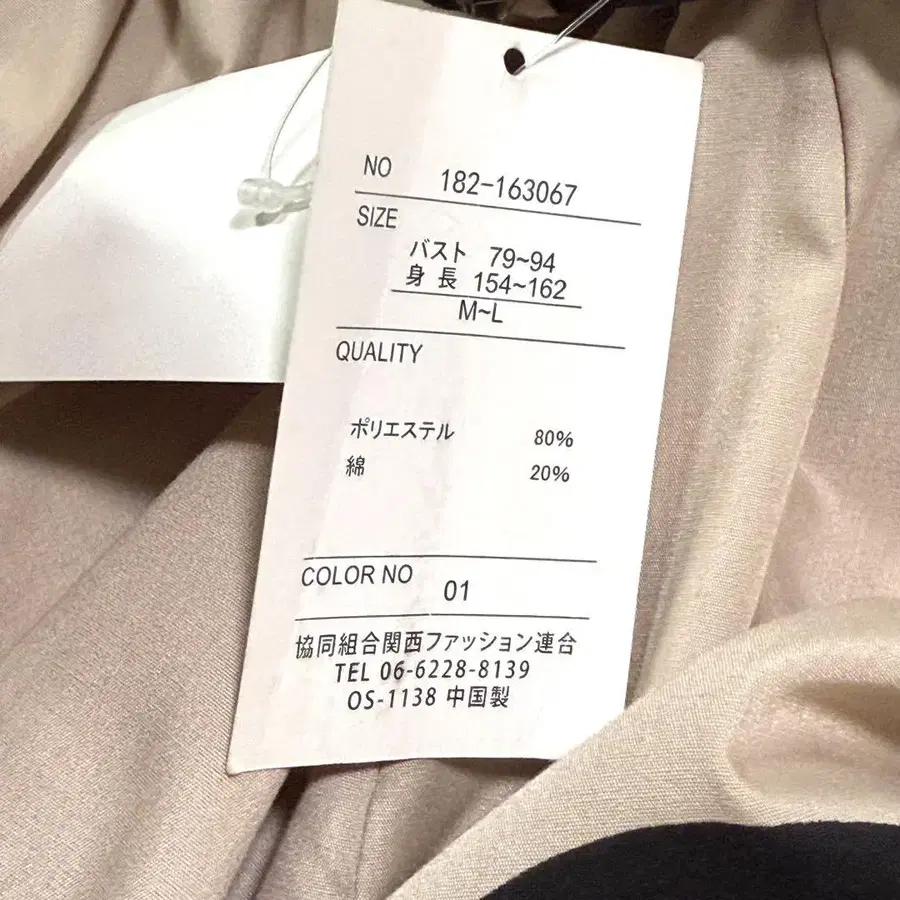 NO 182-163067
SIZE
バスト 79~94
身長 154~162
M~L
QUALITY
ポリエステル 80%
綿 20%
COLOR NO 01
協同組合関西ファッション連合
TEL 06-6228-8139
OS-1138 中国製